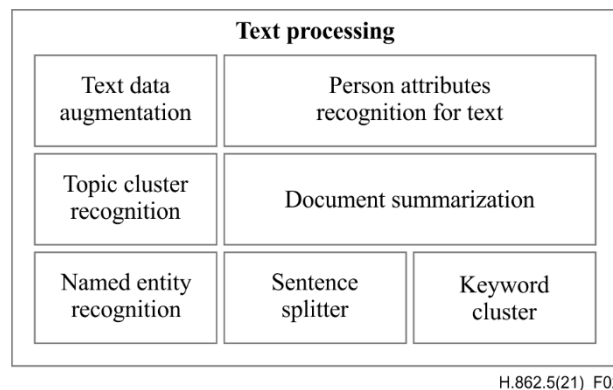 Text processing
Text data
augmentation
Person attributes
recognition for text
Topic cluster
recognition
Document summarization
Named entity
recognition
Sentence
splitter
Keyword
cluster
H.862.5(21)